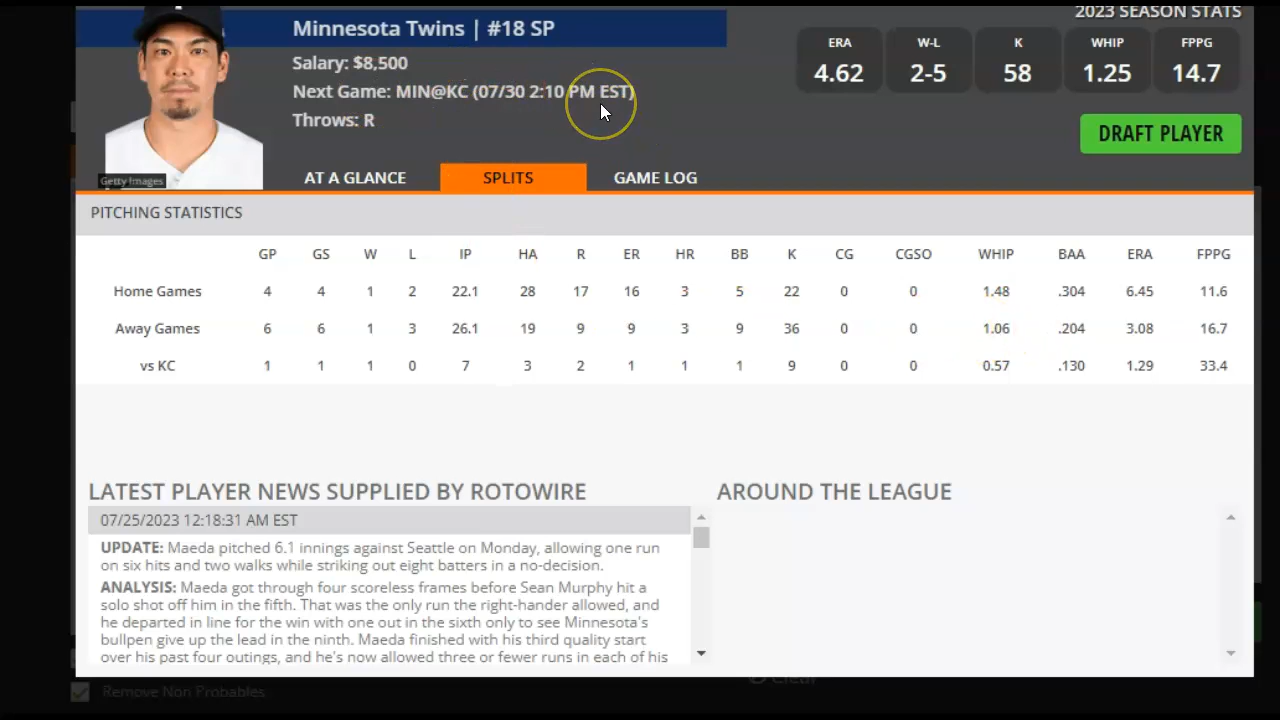 2023 SEASON STATS
Minnesota Twins | #18 SP
Salary: $8,500
Next Game: MIN@KC (07/30 2:10 PM EST)
Throws: R
ERA W-L K WHIP FPPG
4.62 2-5 58 1.25 14.7
DRAFT PLAYER
Getty Images
AT A GLANCE SPLITS GAME LOG
PITCHING STATISTICS
GP GS W L IP HA R ER HR BB K CG CGSO WHIP BAA ERA FPPG
Home Games 4 4 1 2 22.1 28 17 16 3 5 22 0 0 1.48 .304 6.45 11.6
Away Games 6 6 1 3 26.1 19 9 9 3 9 36 0 0 1.06 .204 3.08 16.7
vs KC 1 1 1 0 7 3 2 1 1 1 9 0 0 0.57 .130 1.29 33.4
LATEST PLAYER NEWS SUPPLIED BY ROTOWIRE
07/25/2023 12:18:31 AM EST
UPDATE: Maeda pitched 6.1 innings against Seattle on Monday, allowing one run
on six hits and two walks while striking out eight batters in a no-decision.
ANALYSIS: Maeda got through four scoreless frames before Sean Murphy hit a
solo shot off him in the fifth. That was the only run the right-hander allowed, and
he departed in line for the win with one out in the sixth only to see Minnesota's
bullpen give up the lead in the ninth. Maeda finished with his third quality start
over his past four outings, and he's now allowed three or fewer runs in each of his
AROUND THE LEAGUE
Remove Non Probables